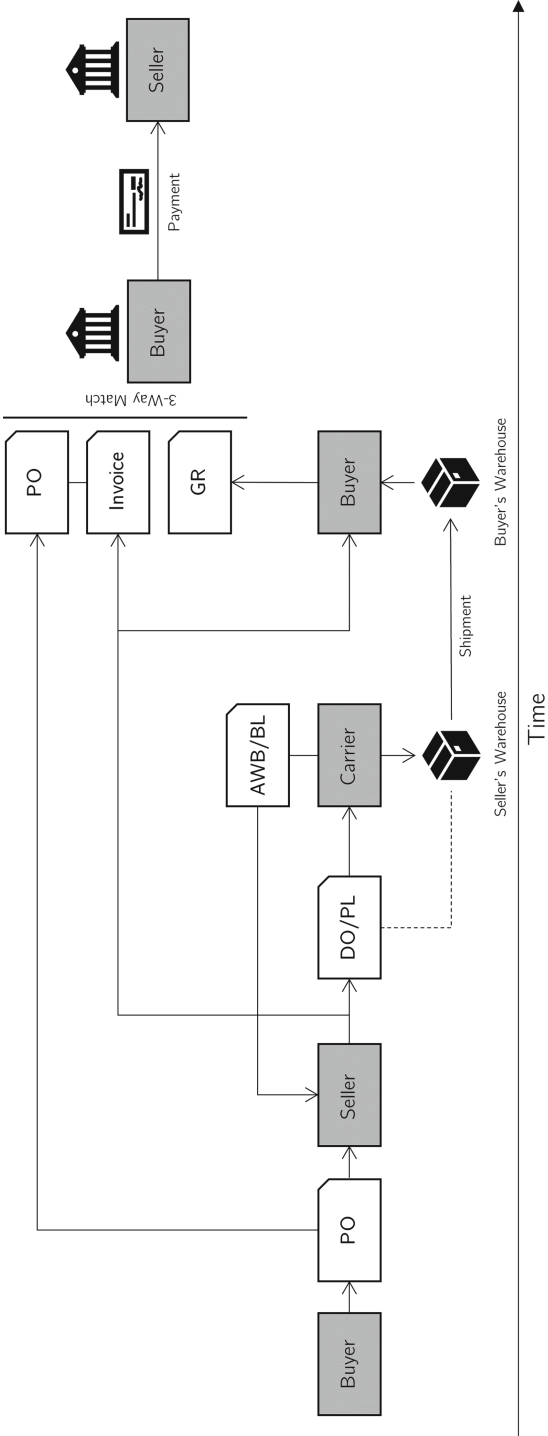 PO
Invoice
GR
3-Way Match
Buyer
Payment
Seller
AWB/BL
Buyer
PO
Seller
DO/PL
Carrier
Buyer
Shipment
Seller's Warehouse
Buyer's Warehouse
Time